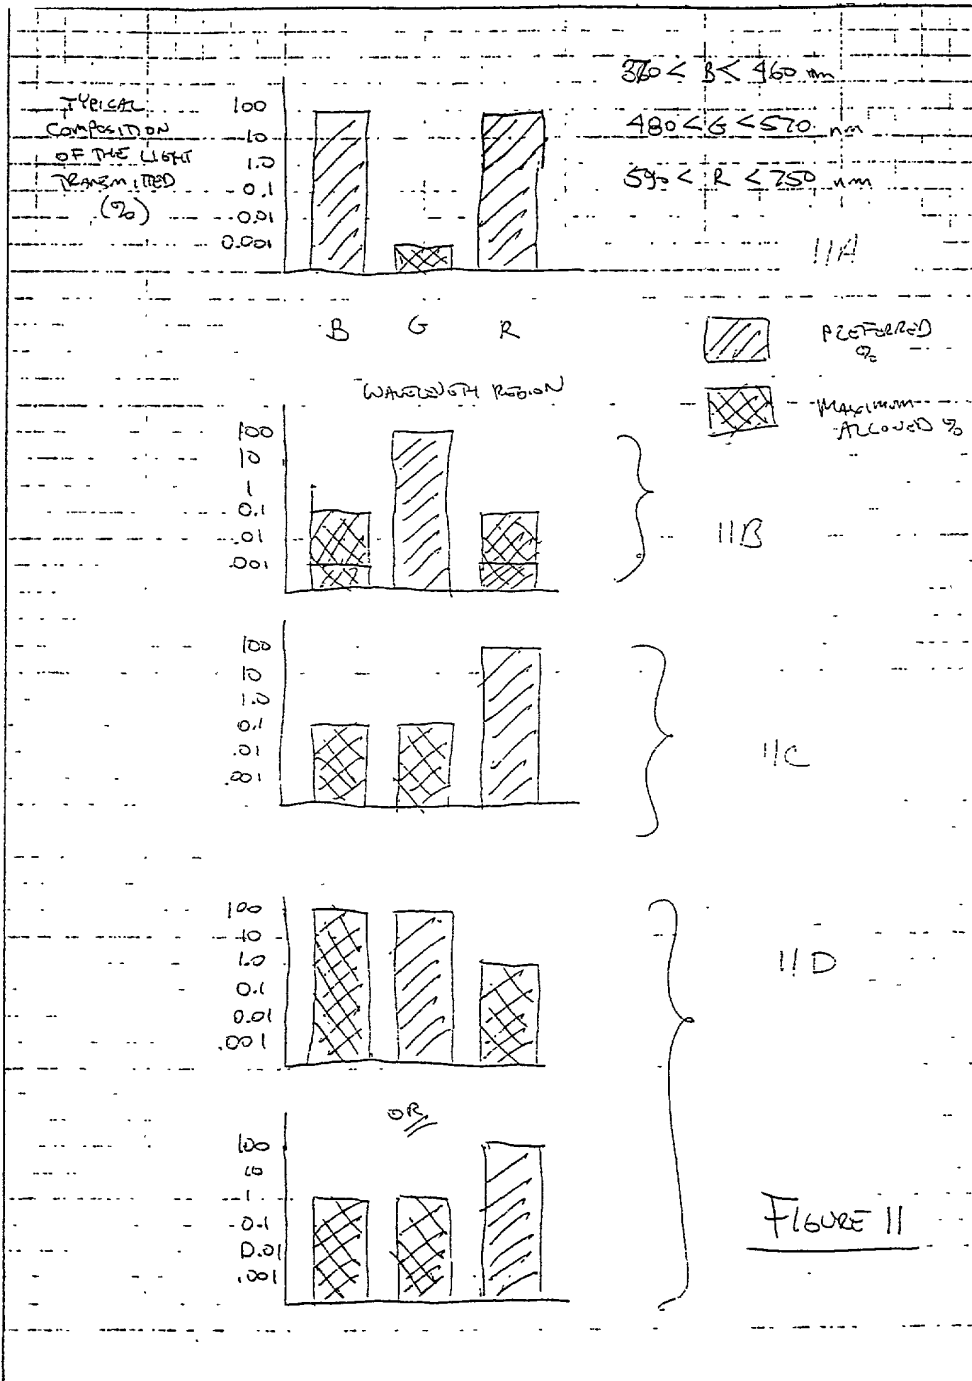 TYPICAL
COMPOSITION
OF THE LIGHT
TRANSMITTED
(%)
100
10
1.0
0.1
0.01
0.001
360 < B < 460 nm
480 < G < 570 nm
590 < R < 750 nm
11A
B G R
WAVELENGTH REGION
PREFERRED
%
MAXIMUM
ALLOWED %
100
10
1
0.1
.01
.001
11B
100
10
1.0
0.1
.01
.001
11C
100
10
1.0
0.1
0.01
.001
11D
OR
100
10
1
0.1
0.01
.001
FIGURE 11